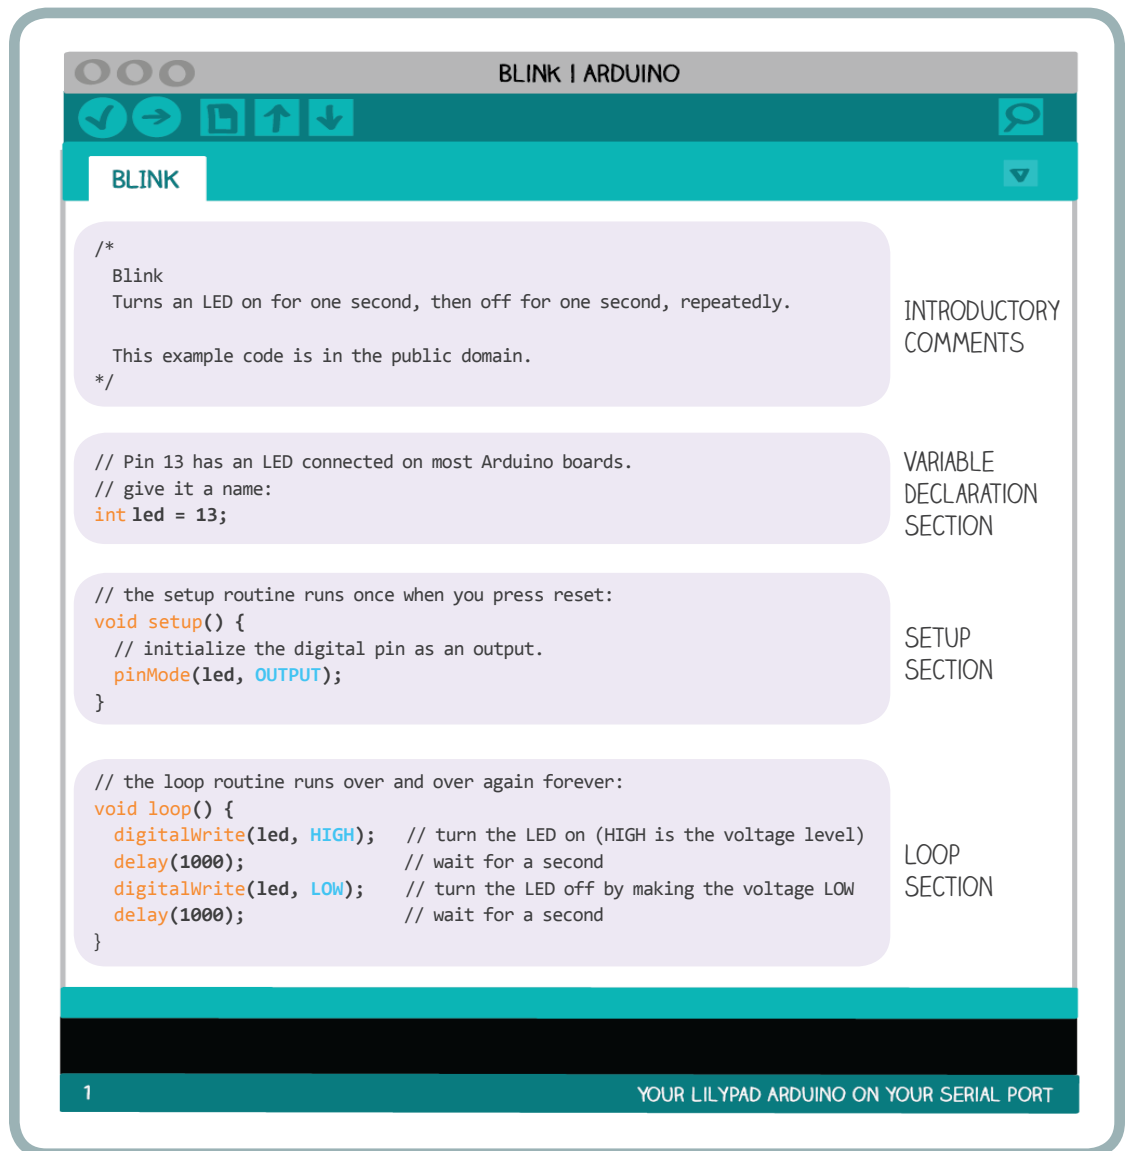 BLINK | ARDUINO
BLINK
/*
Blink
Turns an LED on for one second, then off for one second, repeatedly.
This example code is in the public domain.
*/
INTRODUCTORY
COMMENTS
// Pin 13 has an LED connected on most Arduino boards.
// give it a name:
int led = 13;
VARIABLE
DECLARATION
SECTION
// the setup routine runs once when you press reset:
void setup() {
// initialize the digital pin as an output.
pinMode(led, OUTPUT);
}
SETUP
SECTION
// the loop routine runs over and over again forever:
void loop() {
digitalWrite(led, HIGH);   // turn the LED on (HIGH is the voltage level)
delay(1000);               // wait for a second
digitalWrite(led, LOW);    // turn the LED off by making the voltage LOW
delay(1000);               // wait for a second
}
LOOP
SECTION
1 YOUR LILYPAD ARDUINO ON YOUR SERIAL PORT